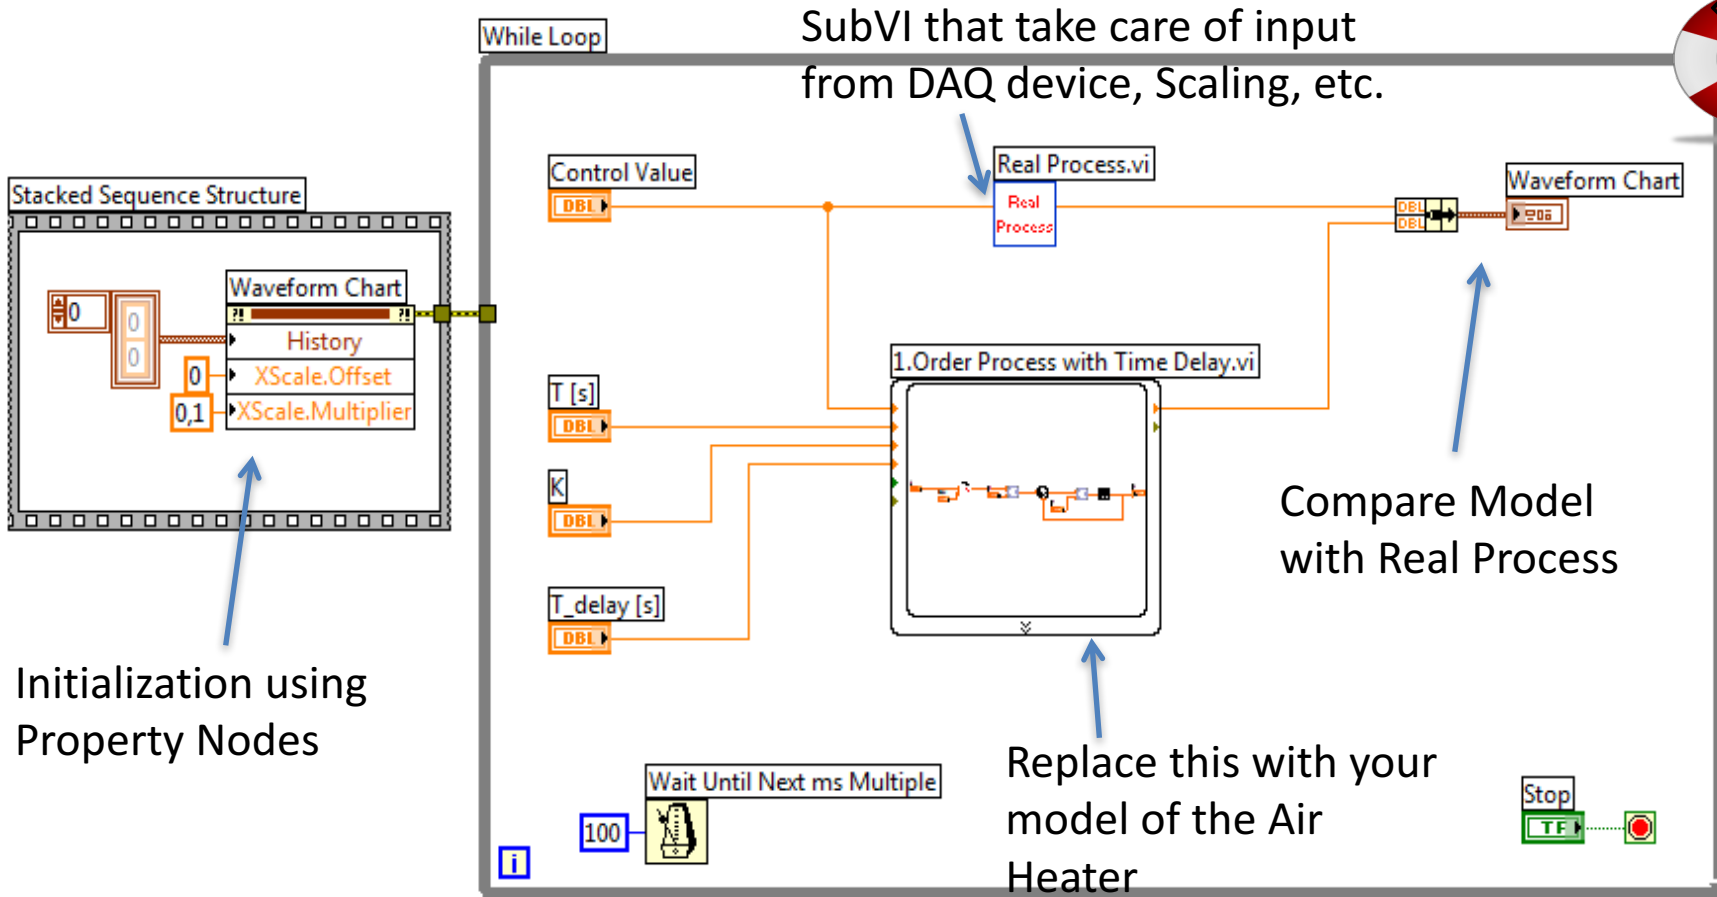 While Loop
SubVI that take care of input
from DAQ device, Scaling, etc.
Stacked Sequence Structure
Control Value
DBL
Real Process.vi
Real
Process
DBL
DBL
Waveform Chart
Waveform Chart
0
0
0
History
0
XScale.Offset
0,1
XScale.Multiplier
1.Order Process with Time Delay.vi
T [s]
DBL
K
DBL
T_delay [s]
DBL
Compare Model
with Real Process
Initialization using
Property Nodes
Replace this with your
model of the Air
Heater
Wait Until Next ms Multiple
100
i
Stop
TF